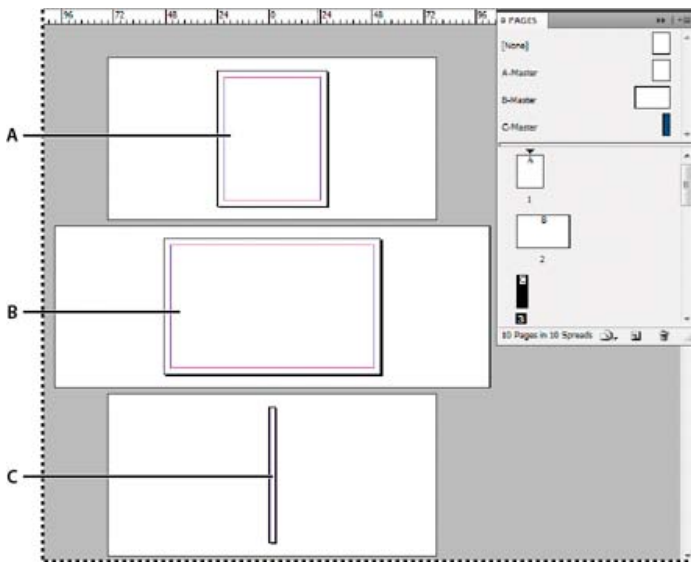 96 72 48 24 0 24 48 72 96
PAGES
[None]
A-Master
B-Master
C-Master
A
A
1
B
2
B
C
3
10 Pages in 10 Spreads
C